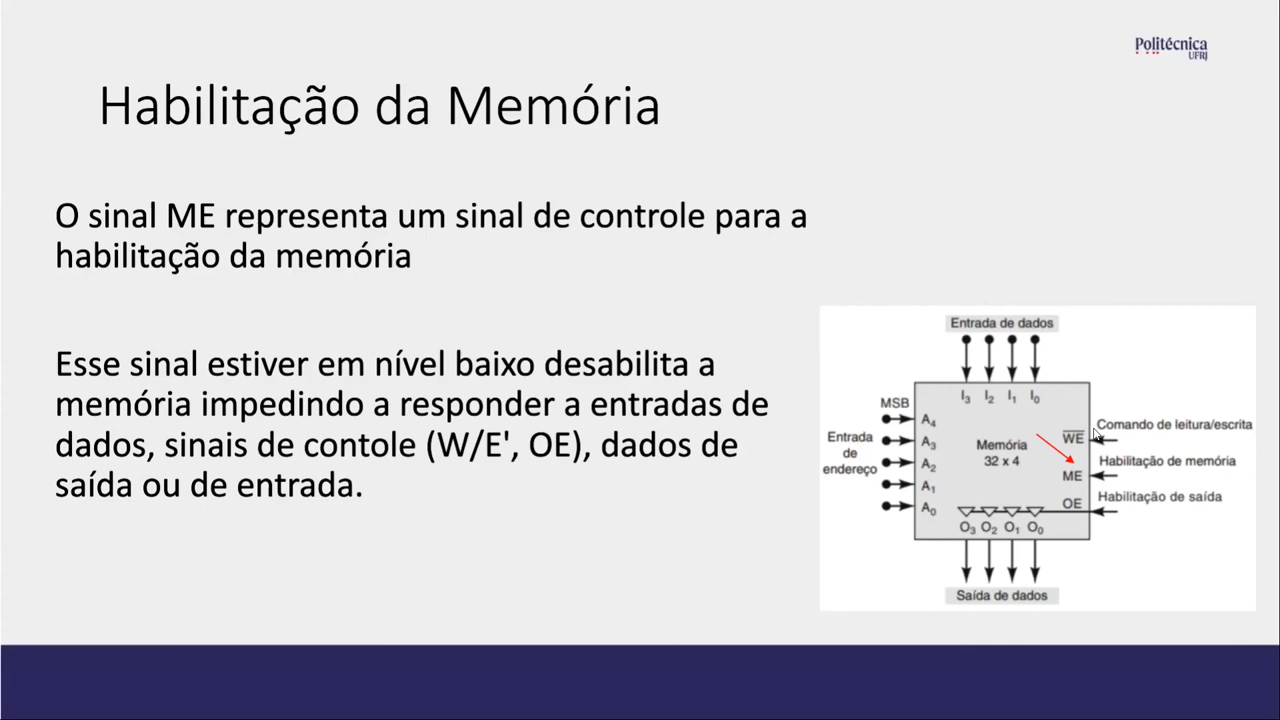 Politécnica
UFRJ
Habilitação da Memória
O sinal ME representa um sinal de controle para a
habilitação da memória
Esse sinal estiver em nível baixo desabilita a
memória impedindo a responder a entradas de
dados, sinais de contole (W/E', OE), dados de
saída ou de entrada.
Entrada de dados
I₃ I₂ I₁ I₀
MSB
Entrada
de
endereço
A₄
A₃
A₂
A₁
A₀
Memória
32 x 4
W̅E̅
ME
OE
Comando de leitura/escrita
Habilitação de memória
Habilitação de saída
O₃ O₂ O₁ O₀
Saída de dados